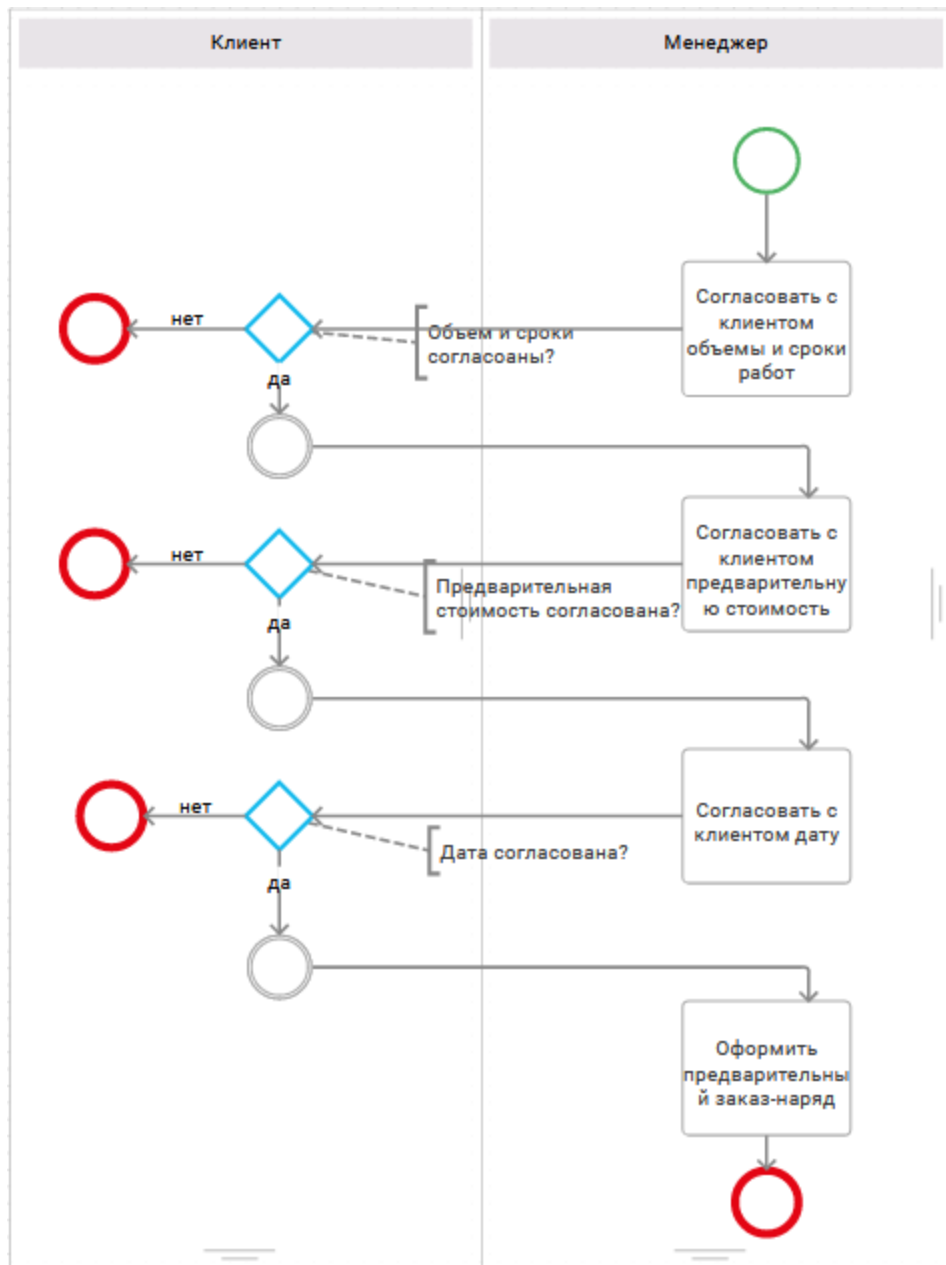 Клиент
Менеджер
Согласовать с
клиентом
объемы и сроки
работ
нет
Объем и сроки
согласоаны?
да
Согласовать с
клиентом
предварительну
ю стоимость
нет
Предварительная
стоимость согласована?
да
Согласовать с
клиентом дату
нет
Дата согласована?
да
Оформить
предварительны
й заказ-наряд